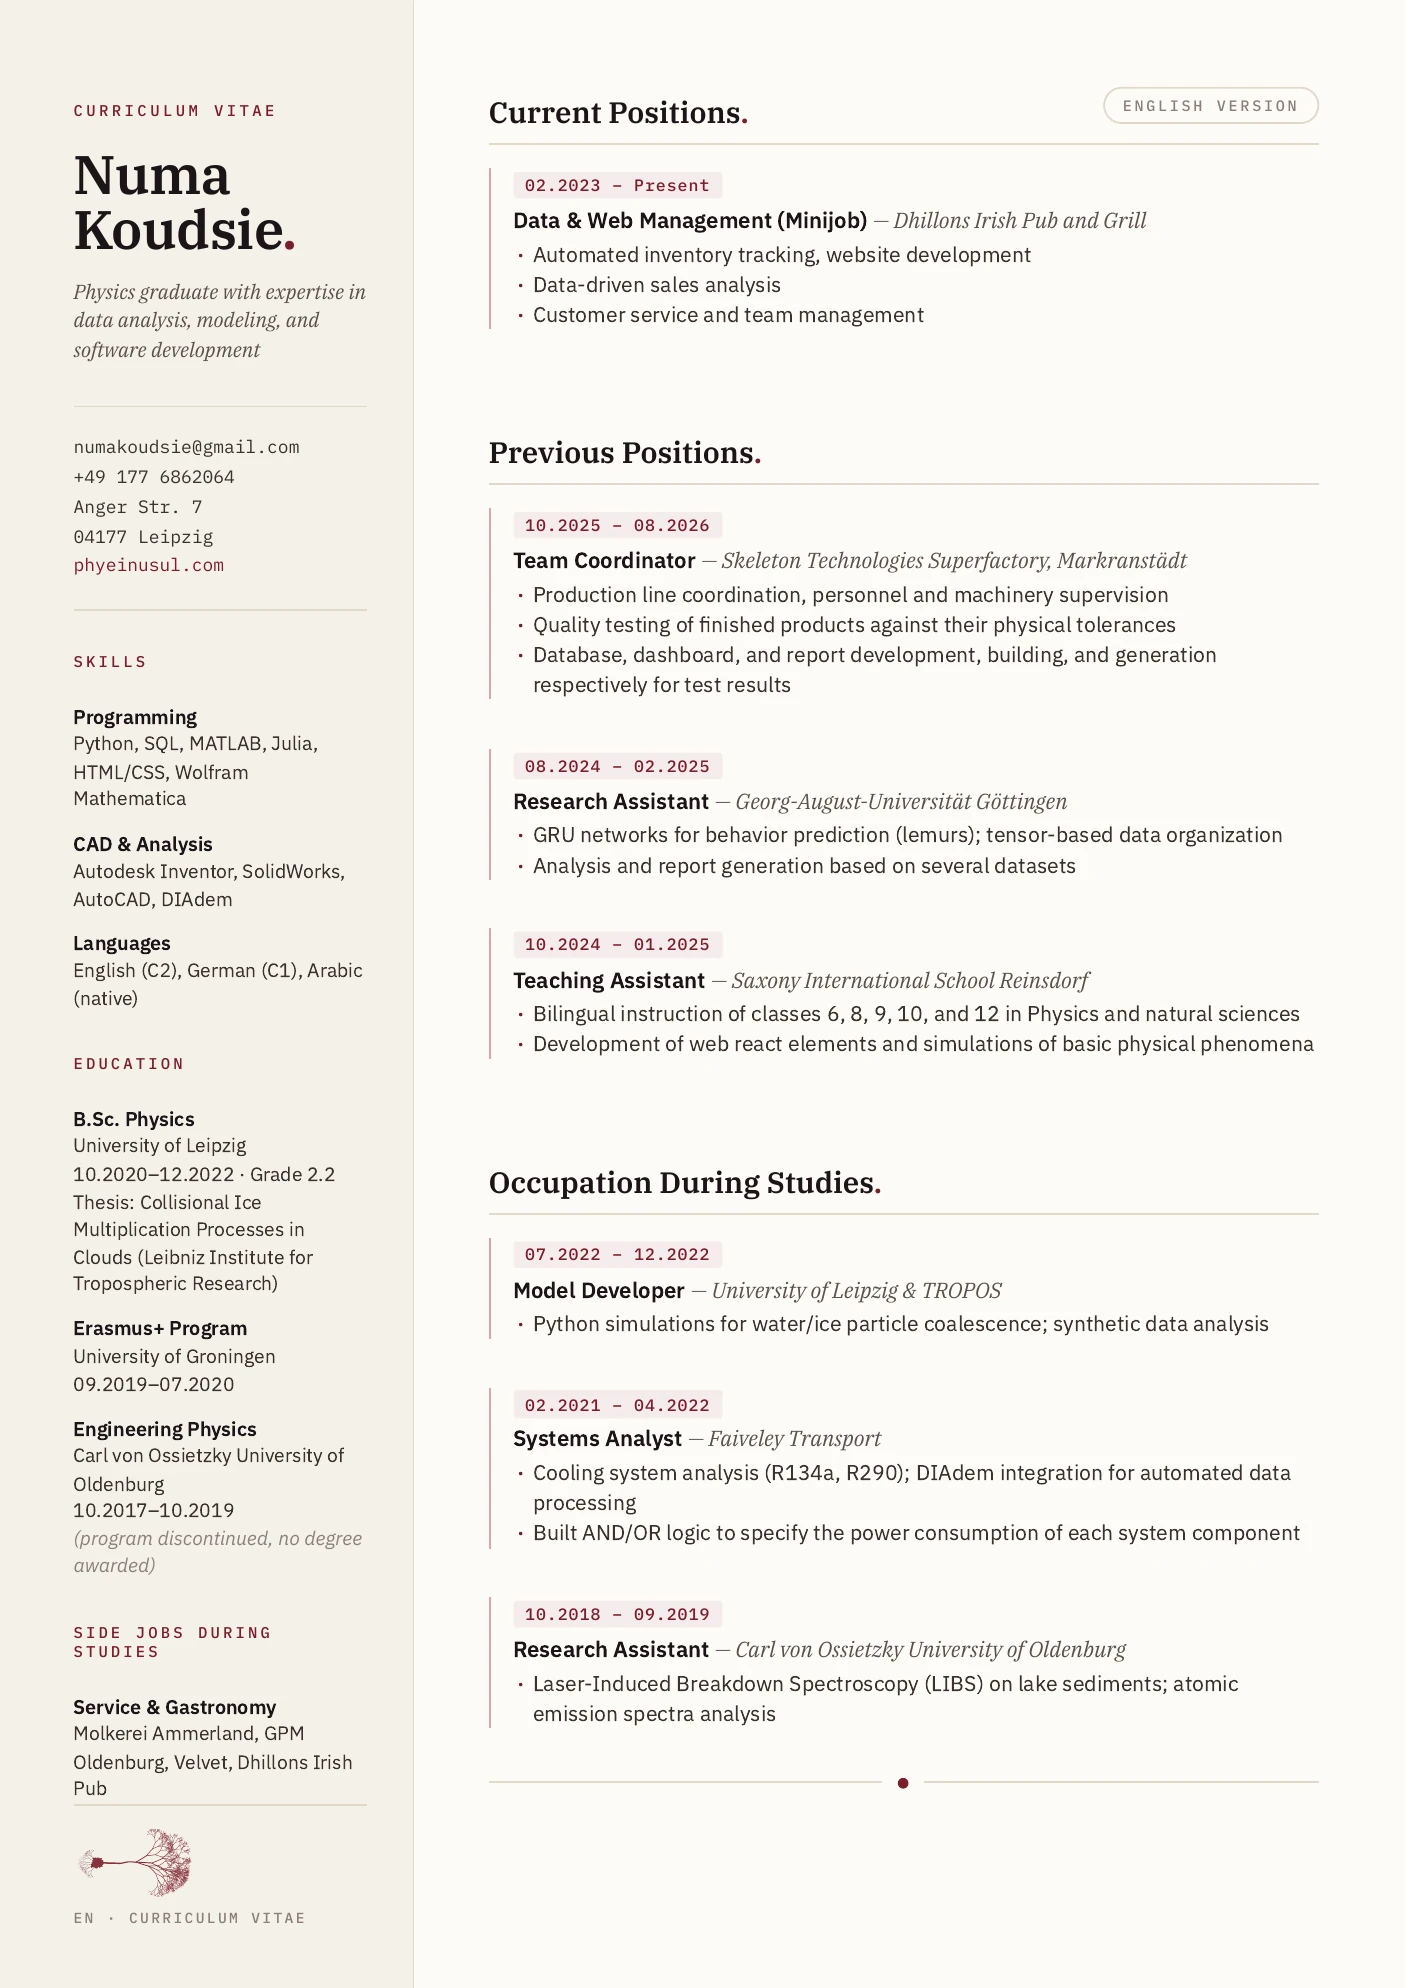 CURRICULUM VITAE
Numa
Koudsie.
Physics graduate with expertise in
data analysis, modeling, and
software development
numakoudsie@gmail.com
+49 177 6862064
Anger Str. 7
04177 Leipzig
phyeinusul.com
SKILLS
Programming
Python, SQL, MATLAB, Julia,
HTML/CSS, Wolfram
Mathematica
CAD & Analysis
Autodesk Inventor, SolidWorks,
AutoCAD, DIAdem
Languages
English (C2), German (C1), Arabic
(native)
EDUCATION
B.Sc. Physics
University of Leipzig
10.2020–12.2022 · Grade 2.2
Thesis: Collisional Ice
Multiplication Processes in
Clouds (Leibniz Institute for
Tropospheric Research)
Erasmus+ Program
University of Groningen
09.2019–07.2020
Engineering Physics
Carl von Ossietzky University of
Oldenburg
10.2017–10.2019
(program discontinued, no degree
awarded)
SIDE JOBS DURING
STUDIES
Service & Gastronomy
Molkerei Ammerland, GPM
Oldenburg, Velvet, Dhillons Irish
Pub
EN · CURRICULUM VITAE
Current Positions.
ENGLISH VERSION
02.2023 – Present
Data & Web Management (Minijob) — Dhillons Irish Pub and Grill
· Automated inventory tracking, website development
· Data-driven sales analysis
· Customer service and team management
Previous Positions.
10.2025 – 08.2026
Team Coordinator — Skeleton Technologies Superfactory, Markranstädt
· Production line coordination, personnel and machinery supervision
· Quality testing of finished products against their physical tolerances
· Database, dashboard, and report development, building, and generation
respectively for test results
08.2024 – 02.2025
Research Assistant — Georg-August-Universität Göttingen
· GRU networks for behavior prediction (lemurs); tensor-based data organization
· Analysis and report generation based on several datasets
10.2024 – 01.2025
Teaching Assistant — Saxony International School Reinsdorf
· Bilingual instruction of classes 6, 8, 9, 10, and 12 in Physics and natural sciences
· Development of web react elements and simulations of basic physical phenomena
Occupation During Studies.
07.2022 – 12.2022
Model Developer — University of Leipzig & TROPOS
· Python simulations for water/ice particle coalescence; synthetic data analysis
02.2021 – 04.2022
Systems Analyst — Faiveley Transport
· Cooling system analysis (R134a, R290); DIAdem integration for automated data
processing
· Built AND/OR logic to specify the power consumption of each system component
10.2018 – 09.2019
Research Assistant — Carl von Ossietzky University of Oldenburg
· Laser-Induced Breakdown Spectroscopy (LIBS) on lake sediments; atomic
emission spectra analysis